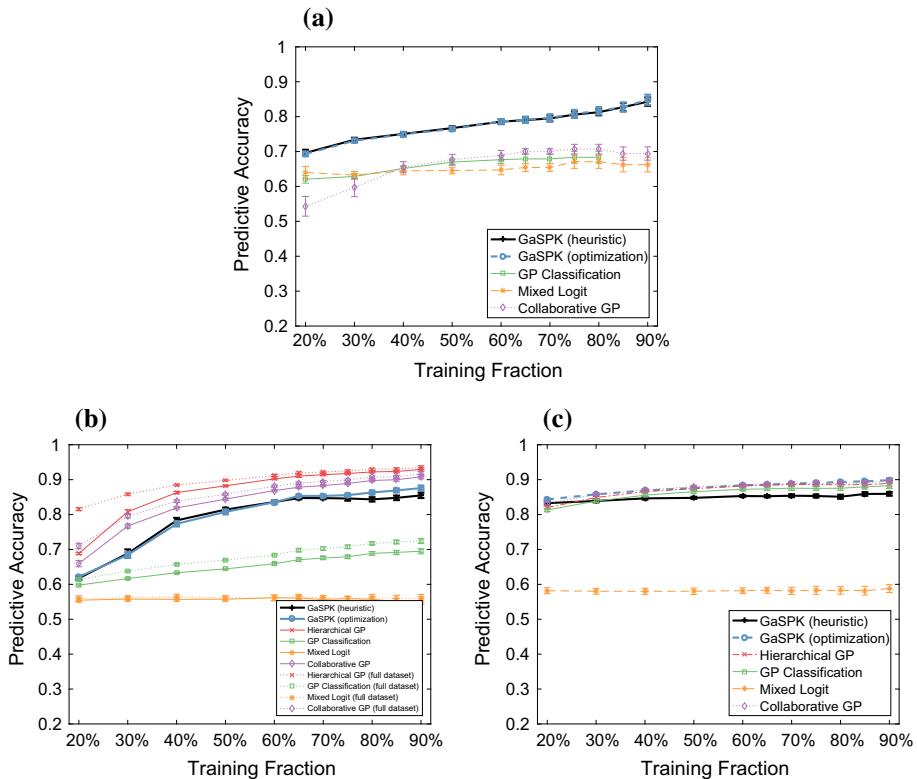 (a)
1
0.9
0.8
0.7
0.6
0.5
0.4
0.3
0.2
Predictive Accuracy
GaSPK (heuristic)
GaSPK (optimization)
GP Classification
Mixed Logit
Collaborative GP
20% 30% 40% 50% 60% 70% 80% 90%
Training Fraction
(b)
1
0.9
0.8
0.7
0.6
0.5
0.4
0.3
0.2
Predictive Accuracy
GaSPK (heuristic)
GaSPK (optimization)
Hierarchical GP
GP Classification
Mixed Logit
Collaborative GP
Hierarchical GP (full dataset)
GP Classification (full dataset)
Mixed Logit (full dataset)
Collaborative GP (full dataset)
20% 30% 40% 50% 60% 70% 80% 90%
Training Fraction
(c)
1
0.9
0.8
0.7
0.6
0.5
0.4
0.3
0.2
Predictive Accuracy
GaSPK (heuristic)
GaSPK (optimization)
Hierarchical GP
GP Classification
Mixed Logit
Collaborative GP
20% 30% 40% 50% 60% 70% 80% 90%
Training Fraction